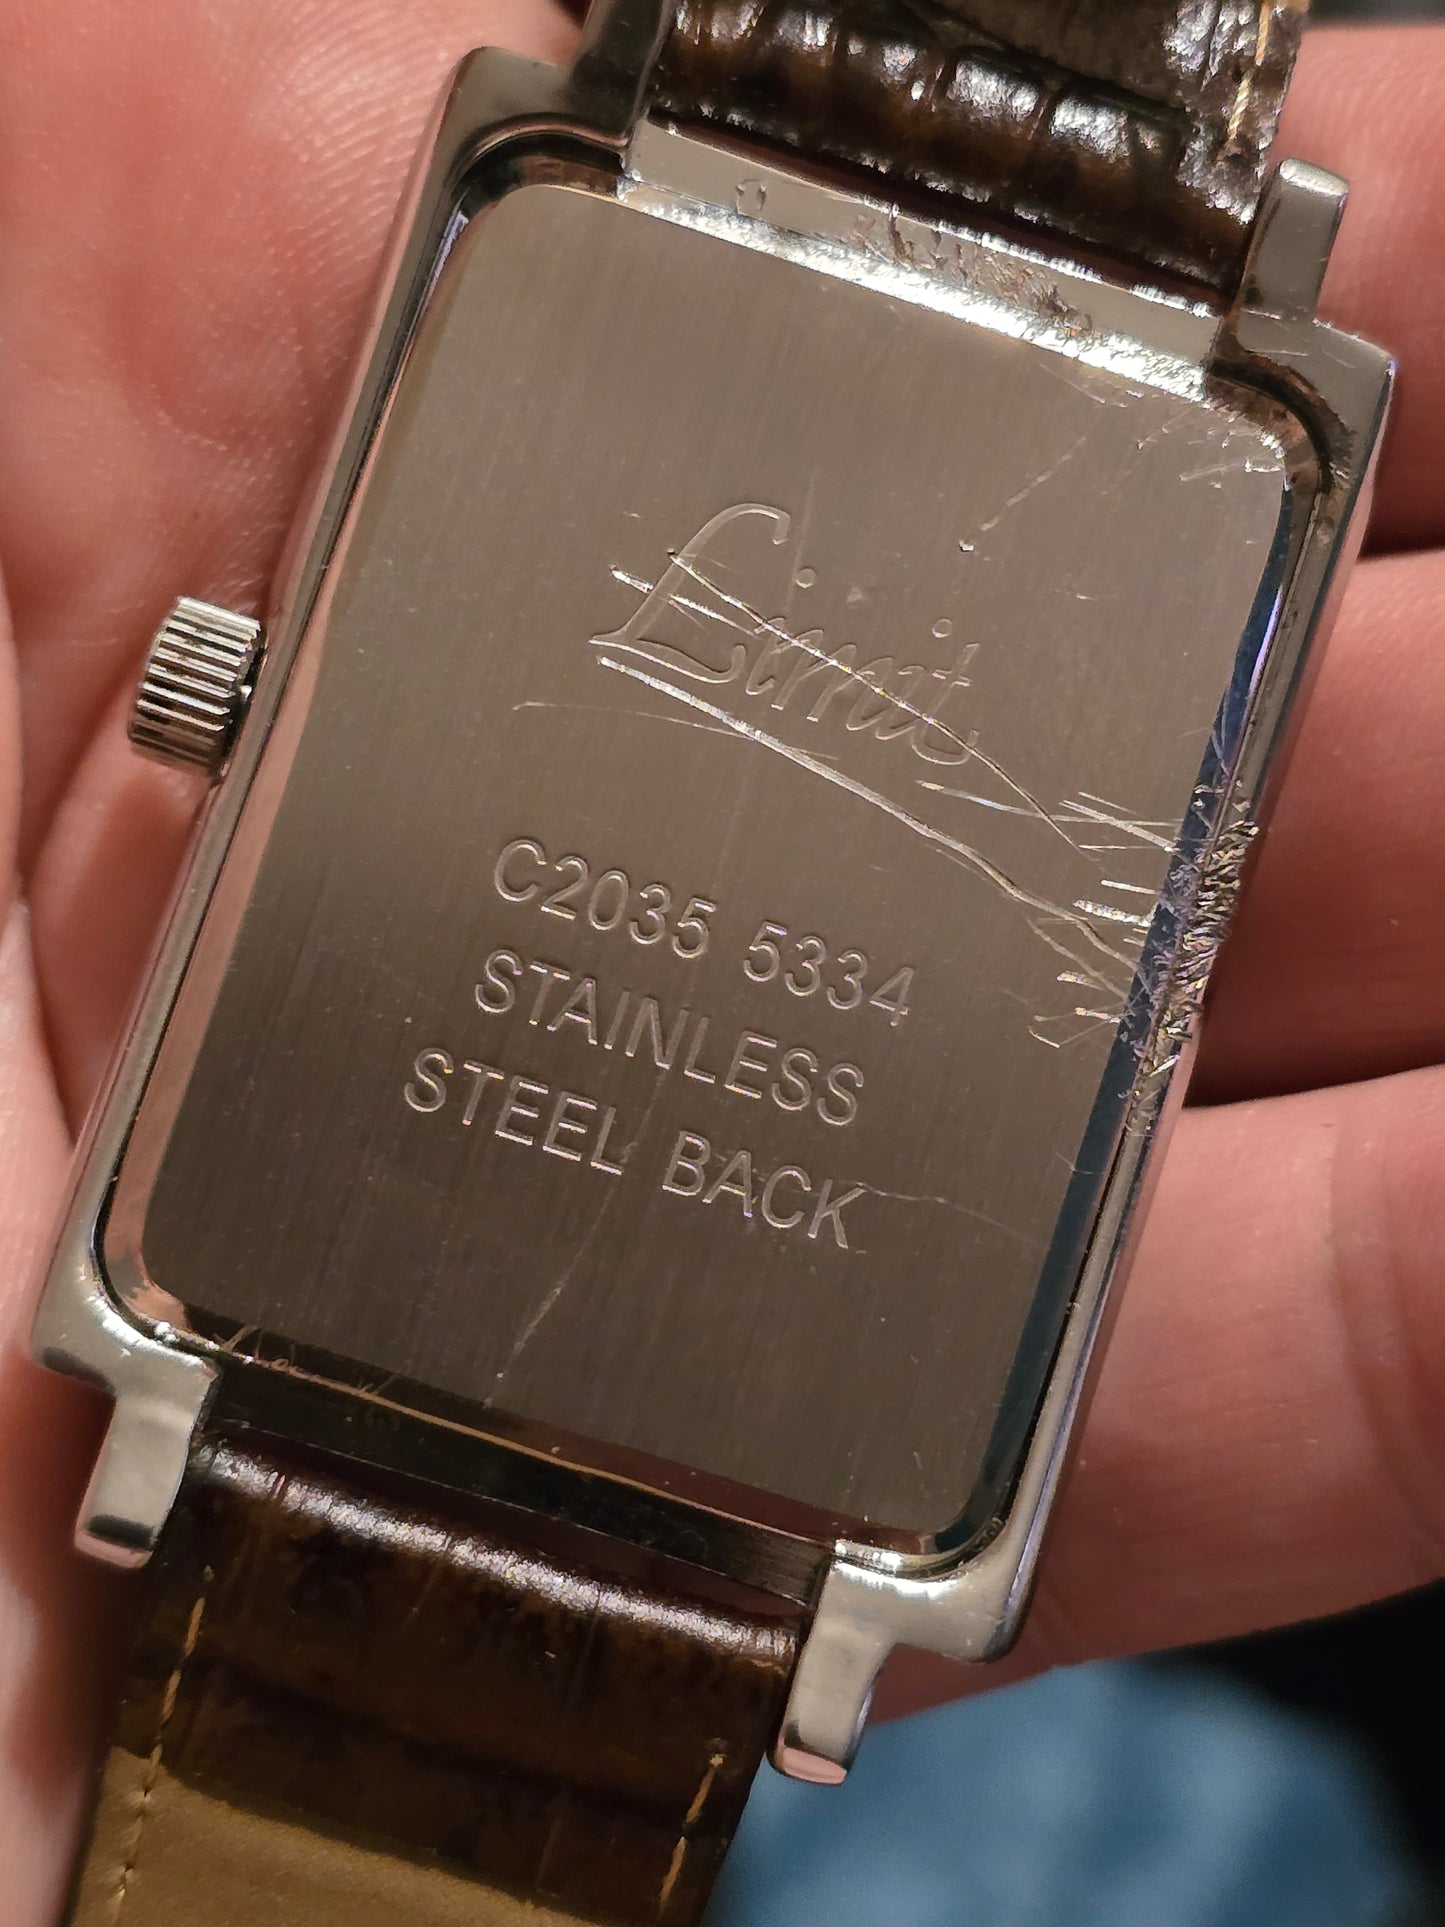 Limit
C2035 5334
STAINLESS
STEEL BACK